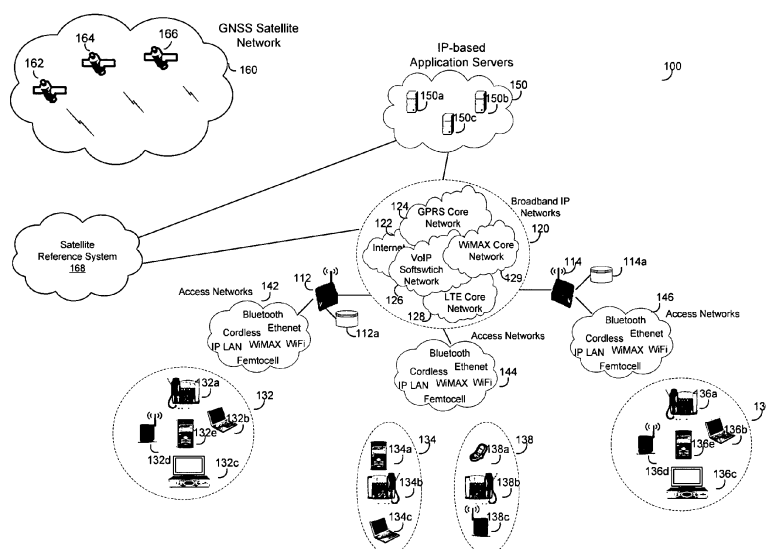 GNSS Satellite
Network
166
164
162
160
IP-based
Application Servers
100
150
150a
150b
150c
Broadband IP
Networks
120
124
GPRS Core
Network
122
Internet
WiMAX Core
Network
VoIP
Softswtich
Network
429
126
LTE Core
Network
128
Satellite
Reference System
168
112
112a
114
114a
Access Networks
142
Bluetooth
Cordless Ethenet
IP LAN WiMAX WiFi
Femtocell
Access Networks
Bluetooth
Cordless Ethenet
IP LAN WiMAX WiFi
Femtocell
144
146
Access Networks
Bluetooth
Cordless Ethenet
IP LAN WiMAX WiFi
Femtocell
132
132a
132b
132e
132d
132c
134
134a
134b
134c
138
138a
138b
138c
13
136a
136b
136e
136d
136c